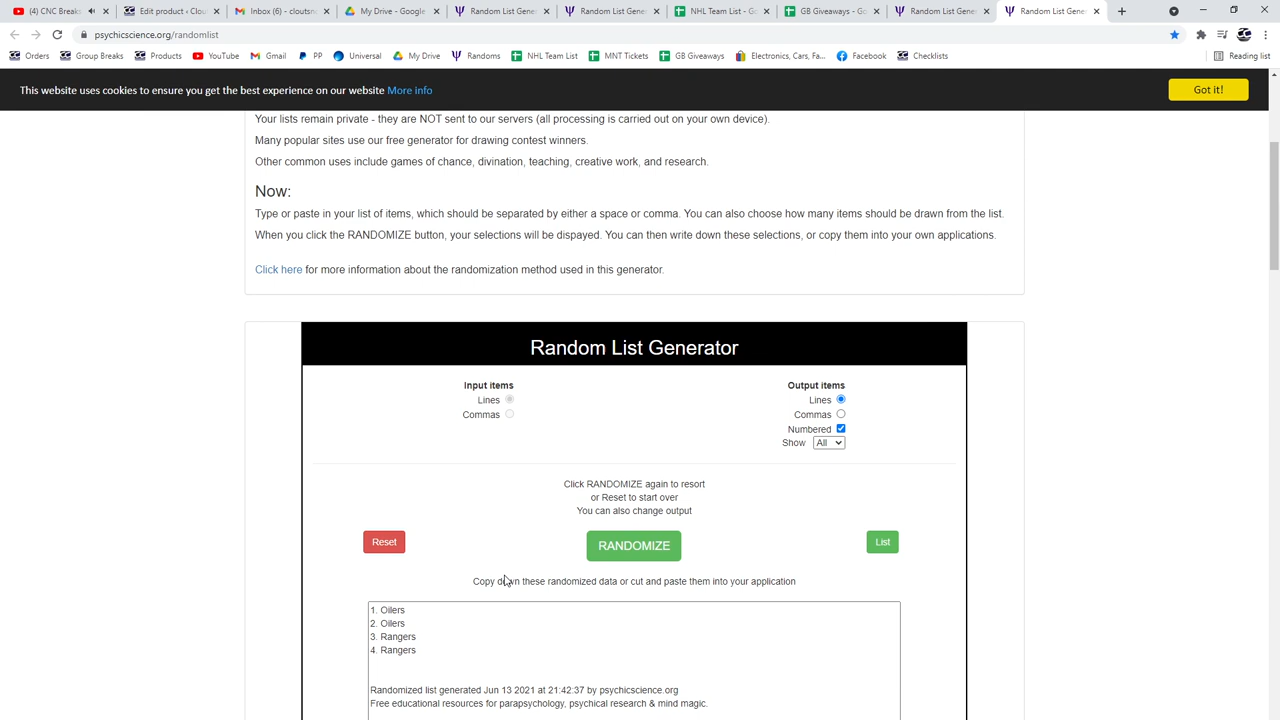 (4) CNC Breaks
Edit product ‹ Clou
Inbox (6) - cloutsn
My Drive - Google
Random List Gener
Random List Gener
NHL Team List - Go
GB Giveaways - Go
Random List Gener
Random List Gener
psychicscience.org/randomlist
Orders
Group Breaks
Products
YouTube
Gmail
PP
Universal
My Drive
Randoms
NHL Team List
MNT Tickets
GB Giveaways
Electronics, Cars, Fa...
Facebook
Checklists
Reading list
This website uses cookies to ensure you get the best experience on our website More info
Got it!
Your lists remain private - they are NOT sent to our servers (all processing is carried out on your own device).
Many popular sites use our free generator for drawing contest winners.
Other common uses include games of chance, divination, teaching, creative work, and research.
Now:
Type or paste in your list of items, which should be separated by either a space or comma. You can also choose how many items should be drawn from the list.
When you click the RANDOMIZE button, your selections will be dispayed. You can then write down these selections, or copy them into your own applications.
Click here for more information about the randomization method used in this generator.
Random List Generator
Input items
Lines
Commas
Output items
Lines
Commas
Numbered
Show All
Click RANDOMIZE again to resort
or Reset to start over
You can also change output
Reset
RANDOMIZE
List
Copy down these randomized data or cut and paste them into your application
1. Oilers
2. Oilers
3. Rangers
4. Rangers
Randomized list generated Jun 13 2021 at 21:42:37 by psychicscience.org
Free educational resources for parapsychology, psychical research & mind magic.